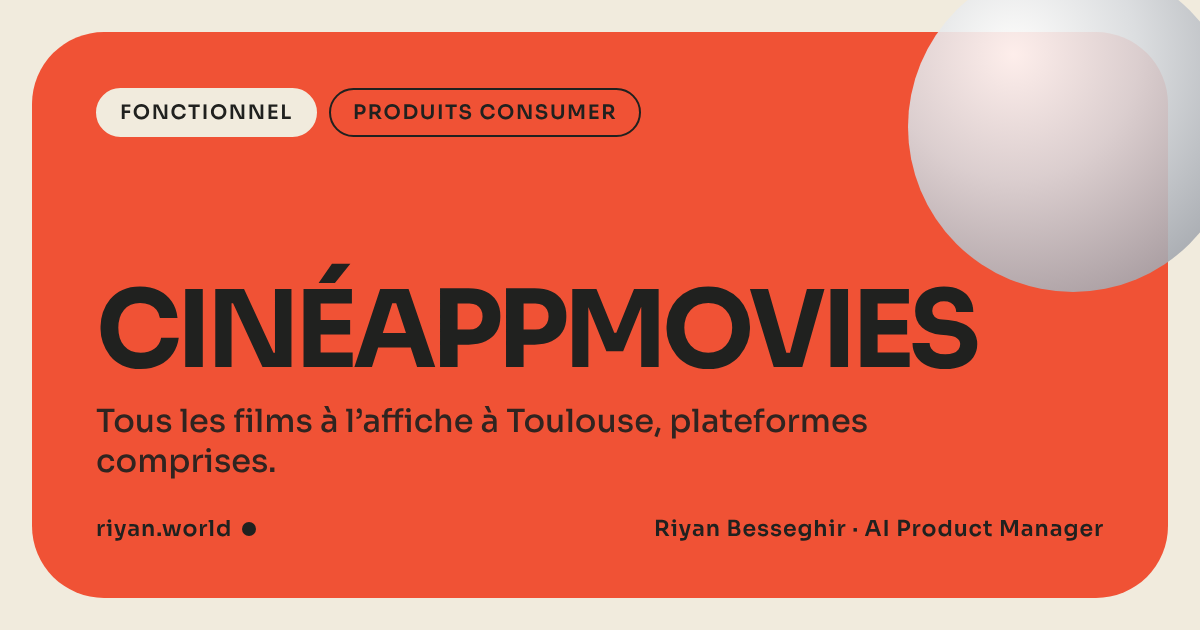 FONCTIONNEL PRODUITS CONSUMER
CINÉAPPMOVIES
Tous les films à l’affiche à Toulouse, plateformes
comprises.
riyan.world
Riyan Besseghir · AI Product Manager